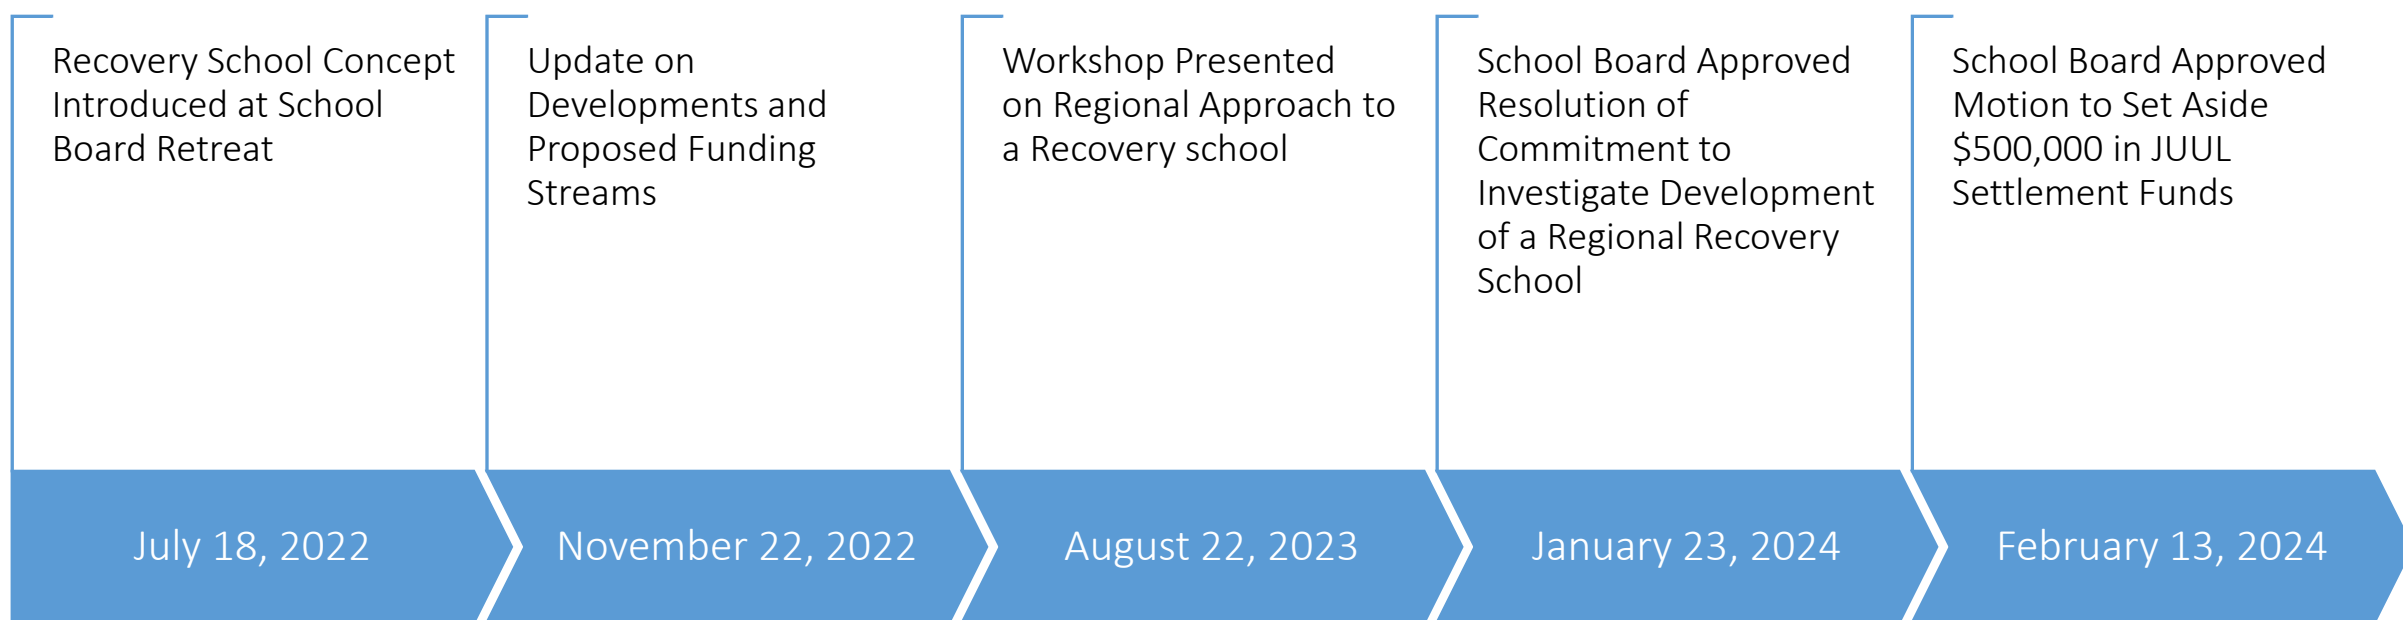 Recovery School Concept
Introduced at School
Board Retreat
Update on
Developments and
Proposed Funding
Streams
Workshop Presented
on Regional Approach to
a Recovery school
School Board Approved
Resolution of
Commitment to
Investigate Development
of a Regional Recovery
School
School Board Approved
Motion to Set Aside
$500,000 in JUUL
Settlement Funds
July 18, 2022
November 22, 2022
August 22, 2023
January 23, 2024
February 13, 2024